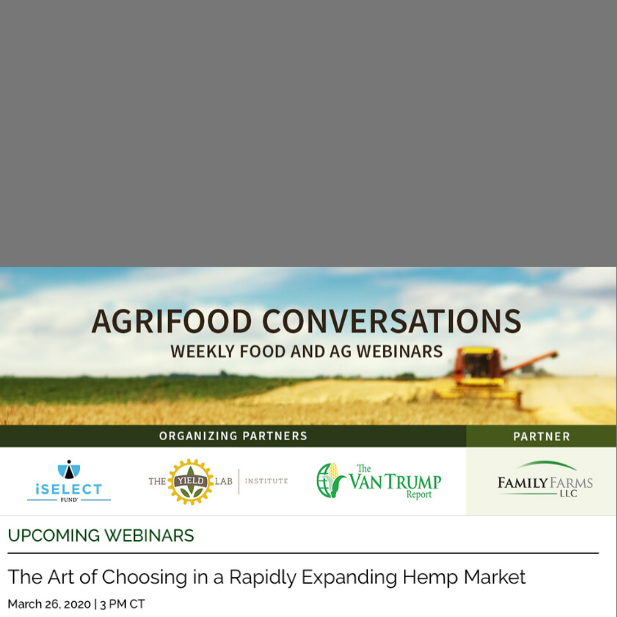 AGRIFOOD CONVERSATIONS
WEEKLY FOOD AND AG WEBINARS
ORGANIZING PARTNERS
PARTNER
iSELECT
FUND
THE YIELD LAB INSTITUTE
The
VAN TRUMP
Report
FAMILYFARMS
LLC
UPCOMING WEBINARS
The Art of Choosing in a Rapidly Expanding Hemp Market
March 26, 2020 | 3 PM CT